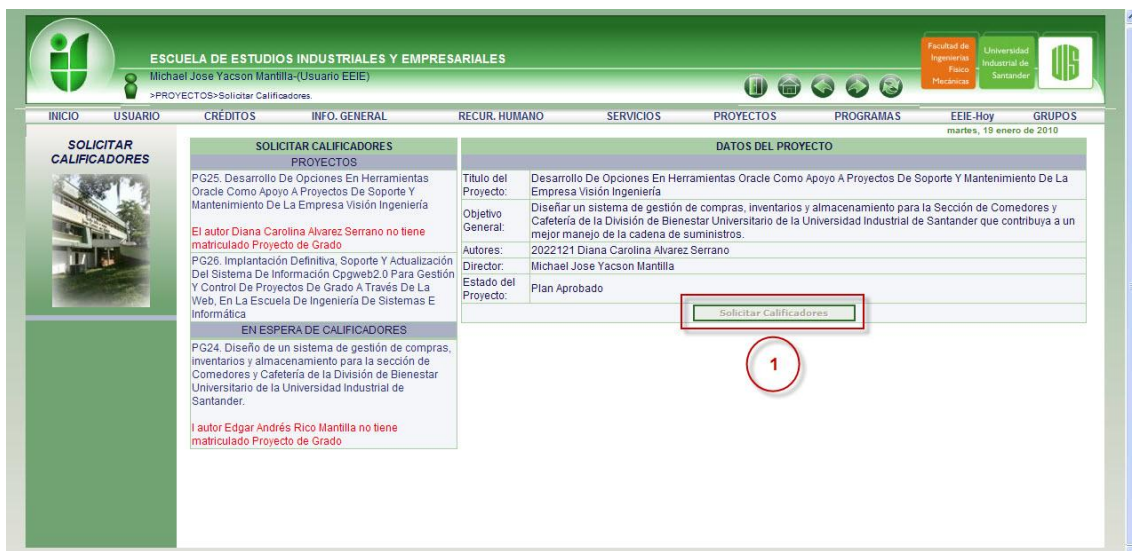 ESCUELA DE ESTUDIOS INDUSTRIALES Y EMPRESARIALES
Michael Jose Yacson Mantilla-(Usuario EEIE)
>PROYECTOS>Solicitar Calificadores.
Facultad de
Ingenierías
Físico
Mecánicas
Universidad
Industrial de
Santander
UIS
INICIO USUARIO CRÉDITOS INFO. GENERAL RECUR. HUMANO SERVICIOS PROYECTOS PROGRAMAS EEIE-Hoy GRUPOS
martes, 19 enero de 2010
SOLICITAR
CALIFICADORES
SOLICITAR CALIFICADORES
PROYECTOS
PG25. Desarrollo De Opciones En Herramientas
Oracle Como Apoyo A Proyectos De Soporte Y
Mantenimiento De La Empresa Visión Ingeniería
El autor Diana Carolina Alvarez Serrano no tiene
matriculado Proyecto de Grado
PG26. Implantación Definitiva, Soporte Y Actualización
Del Sistema De Información Cpgweb2.0 Para Gestión
Y Control De Proyectos De Grado A Través De La
Web, En La Escuela De Ingeniería De Sistemas E
Informática
EN ESPERA DE CALIFICADORES
PG24. Diseño de un sistema de gestión de compras,
inventarios y almacenamiento para la sección de
Comedores y Cafetería de la División de Bienestar
Universitario de la Universidad Industrial de
Santander.
l autor Edgar Andrés Rico Mantilla no tiene
matriculado Proyecto de Grado
DATOS DEL PROYECTO
Titulo del
Proyecto:
Desarrollo De Opciones En Herramientas Oracle Como Apoyo A Proyectos De Soporte Y Mantenimiento De La
Empresa Visión Ingeniería
Objetivo
General:
Diseñar un sistema de gestión de compras, inventarios y almacenamiento para la Sección de Comedores y
Cafetería de la División de Bienestar Universitario de la Universidad Industrial de Santander que contribuya a un
mejor manejo de la cadena de suministros.
Autores: 2022121 Diana Carolina Alvarez Serrano
Director: Michael Jose Yacson Mantilla
Estado del
Proyecto:
Plan Aprobado
Solicitar Calificadores
1